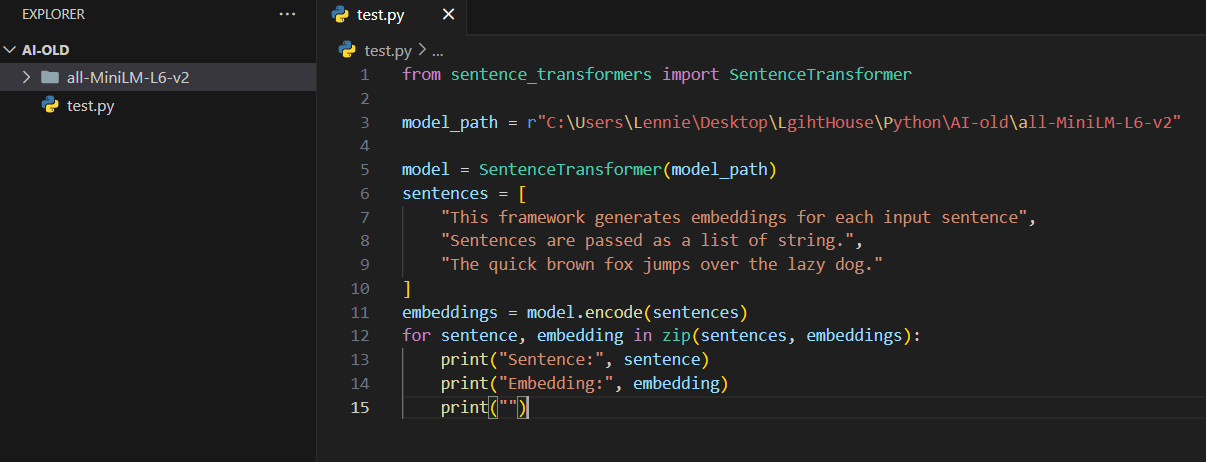 EXPLORER
...
AI-OLD
all-MiniLM-L6-v2
test.py
test.py
test.py > ...
1 from sentence_transformers import SentenceTransformer
2
3 model_path = r"C:\Users\Lennie\Desktop\LgihtHouse\Python\AI-old\all-MiniLM-L6-v2"
4
5 model = SentenceTransformer(model_path)
6 sentences = [
7     "This framework generates embeddings for each input sentence",
8     "Sentences are passed as a list of string.",
9     "The quick brown fox jumps over the lazy dog."
10 ]
11 embeddings = model.encode(sentences)
12 for sentence, embedding in zip(sentences, embeddings):
13     print("Sentence:", sentence)
14     print("Embedding:", embedding)
15     print("")